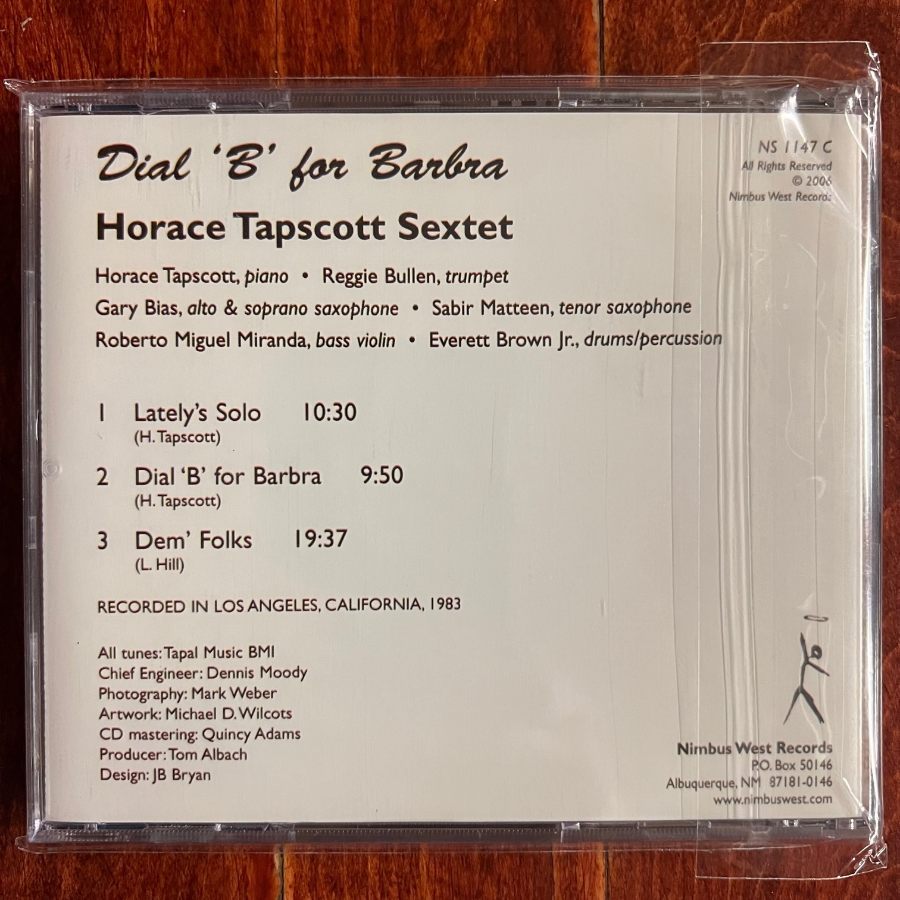 Dial ‘B’ for Barbra
NS 1147 C
All Rights Reserved
© 2006
Nimbus West Records
Horace Tapscott Sextet
Horace Tapscott, piano • Reggie Bullen, trumpet
Gary Bias, alto & soprano saxophone • Sabir Matteen, tenor saxophone
Roberto Miguel Miranda, bass violin • Everett Brown Jr., drums/percussion
1 Lately’s Solo 10:30
(H. Tapscott)
2 Dial ‘B’ for Barbra 9:50
(H. Tapscott)
3 Dem’ Folks 19:37
(L. Hill)
RECORDED IN LOS ANGELES, CALIFORNIA, 1983
All tunes: Tapal Music BMI
Chief Engineer: Dennis Moody
Photography: Mark Weber
Artwork: Michael D. Wilcots
CD mastering: Quincy Adams
Producer: Tom Albach
Design: JB Bryan
Nimbus West Records
P.O. Box 50146
Albuquerque, NM 87181-0146
www.nimbuswest.com